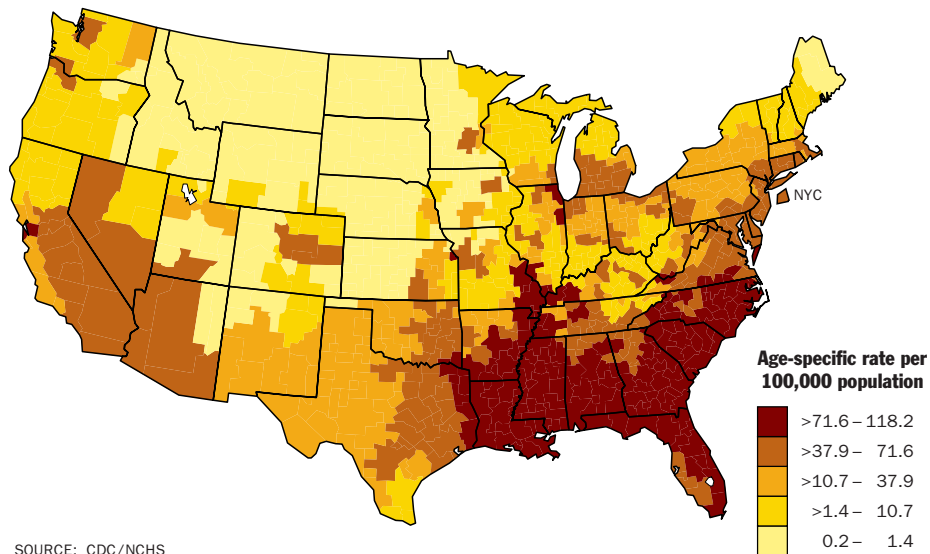 NYC
Age-specific rate per
100,000 population
>71.6 – 118.2
>37.9 – 71.6
>10.7 – 37.9
>1.4 – 10.7
0.2 – 1.4
SOURCE: CDC/NCHS